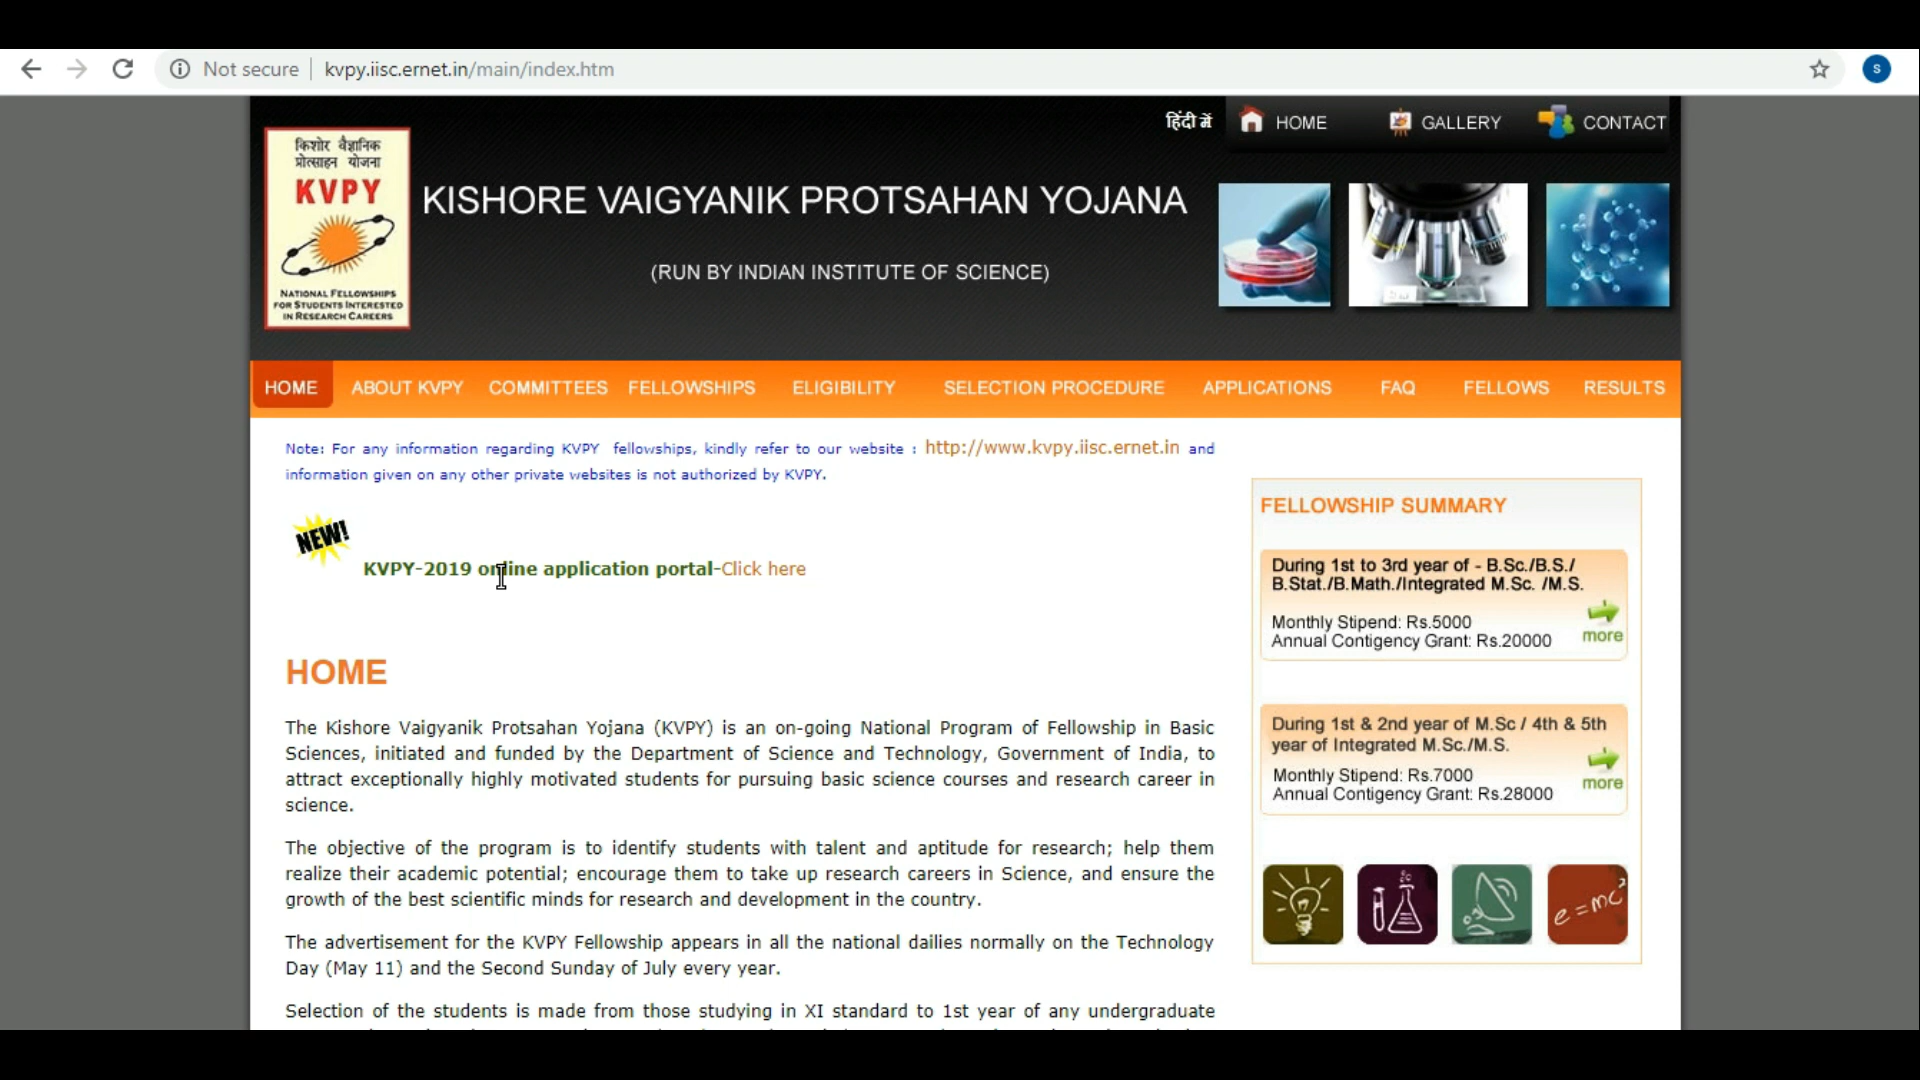 Not secure | kvpy.iisc.ernet.in/main/index.htm
S
हिंदी में HOME GALLERY CONTACT
किशोर वैज्ञानिक
प्रोत्साहन योजना
KVPY
NATIONAL FELLOWSHIPS
FOR STUDENTS INTERESTED
IN RESEARCH CAREERS
KISHORE VAIGYANIK PROTSAHAN YOJANA
(RUN BY INDIAN INSTITUTE OF SCIENCE)
HOME ABOUT KVPY COMMITTEES FELLOWSHIPS ELIGIBILITY SELECTION PROCEDURE APPLICATIONS FAQ FELLOWS RESULTS
Note: For any information regarding KVPY fellowships, kindly refer to our website : http://www.kvpy.iisc.ernet.in and
information given on any other private websites is not authorized by KVPY.
NEW!
KVPY-2019 online application portal-Click here
HOME
The Kishore Vaigyanik Protsahan Yojana (KVPY) is an on-going National Program of Fellowship in Basic
Sciences, initiated and funded by the Department of Science and Technology, Government of India, to
attract exceptionally highly motivated students for pursuing basic science courses and research career in
science.
The objective of the program is to identify students with talent and aptitude for research; help them
realize their academic potential; encourage them to take up research careers in Science, and ensure the
growth of the best scientific minds for research and development in the country.
The advertisement for the KVPY Fellowship appears in all the national dailies normally on the Technology
Day (May 11) and the Second Sunday of July every year.
Selection of the students is made from those studying in XI standard to 1st year of any undergraduate
FELLOWSHIP SUMMARY
During 1st to 3rd year of - B.Sc./B.S./
B.Stat./B.Math./Integrated M.Sc. /M.S.
Monthly Stipend: Rs.5000
Annual Contigency Grant: Rs.20000
more
During 1st & 2nd year of M.Sc / 4th & 5th
year of Integrated M.Sc./M.S.
Monthly Stipend: Rs.7000
Annual Contigency Grant: Rs.28000
more
e=mc²